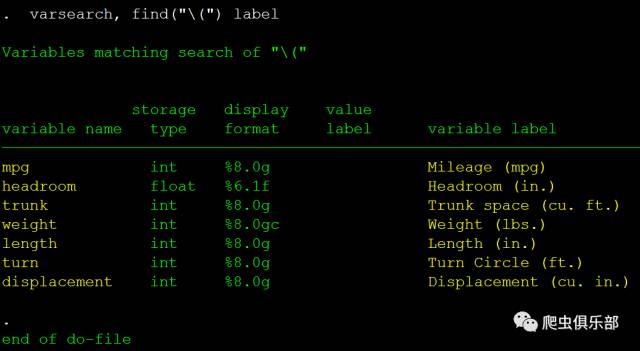 .  varsearch, find("\(") label
Variables matching search of "\("
storage display value
variable name type format label variable label
mpg int %8.0g Mileage (mpg)
headroom float %6.1f Headroom (in.)
trunk int %8.0g Trunk space (cu. ft.)
weight int %8.0gc Weight (lbs.)
length int %8.0g Length (in.)
turn int %8.0g Turn Circle (ft.)
displacement int %8.0g Displacement (cu. in.)
.
end of do-file
爬虫俱乐部